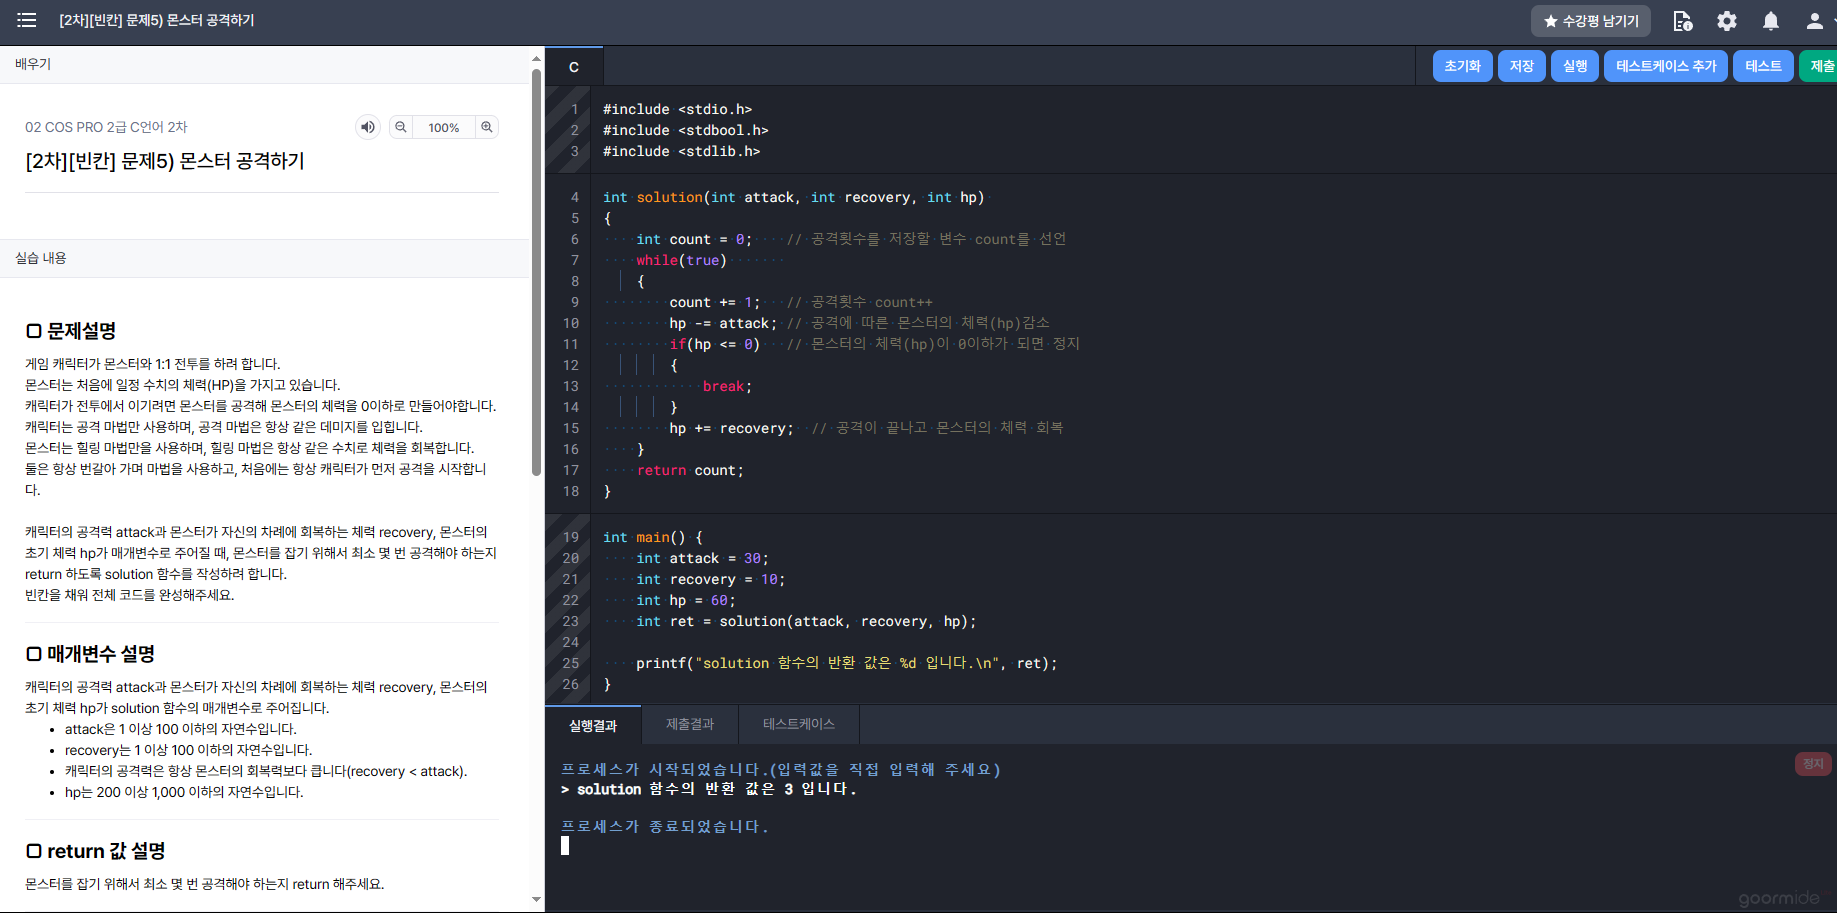 [2차][빈칸] 문제5) 몬스터 공격하기
★ 수강평 남기기
배우기
02 COS PRO 2급 C언어 2차
100%
[2차][빈칸] 문제5) 몬스터 공격하기
실습 내용
문제설명
게임 캐릭터가 몬스터와 1:1 전투를 하려 합니다.
몬스터는 처음에 일정 수치의 체력(HP)을 가지고 있습니다.
캐릭터가 전투에서 이기려면 몬스터를 공격해 몬스터의 체력을 0이하로 만들어야합니다.
캐릭터는 공격 마법만 사용하며, 공격 마법은 항상 같은 데미지를 입힙니다.
몬스터는 힐링 마법만을 사용하며, 힐링 마법은 항상 같은 수치로 체력을 회복합니다.
둘은 항상 번갈아 가며 마법을 사용하고, 처음에는 항상 캐릭터가 먼저 공격을 시작합니
다.
캐릭터의 공격력 attack과 몬스터가 자신의 차례에 회복하는 체력 recovery, 몬스터의
초기 체력 hp가 매개변수로 주어질 때, 몬스터를 잡기 위해서 최소 몇 번 공격해야 하는지
return 하도록 solution 함수를 작성하려 합니다.
빈칸을 채워 전체 코드를 완성해주세요.
매개변수 설명
캐릭터의 공격력 attack과 몬스터가 자신의 차례에 회복하는 체력 recovery, 몬스터의
초기 체력 hp가 solution 함수의 매개변수로 주어집니다.
• attack은 1 이상 100 이하의 자연수입니다.
• recovery는 1 이상 100 이하의 자연수입니다.
• 캐릭터의 공격력은 항상 몬스터의 회복력보다 큽니다(recovery < attack).
• hp는 200 이상 1,000 이하의 자연수입니다.
return 값 설명
몬스터를 잡기 위해서 최소 몇 번 공격해야 하는지 return 해주세요.
C
초기화 저장 실행 테스트케이스 추가 테스트 제출
1 #include <stdio.h>
2 #include <stdbool.h>
3 #include <stdlib.h>
4 int solution(int attack, int recovery, int hp)
5 {
6     int count = 0;    // 공격횟수를 저장할 변수 count를 선언
7     while(true)
8     {
9         count += 1;   // 공격횟수 count++
10         hp -= attack; // 공격에 따른 몬스터의 체력(hp)감소
11         if(hp <= 0)   // 몬스터의 체력(hp)이 0이하가 되면 정지
12         {
13             break;
14         }
15         hp += recovery;  // 공격이 끝나고 몬스터의 체력 회복
16     }
17     return count;
18 }
19 int main() {
20     int attack = 30;
21     int recovery = 10;
22     int hp = 60;
23     int ret = solution(attack, recovery, hp);
24
25     printf("solution 함수의 반환 값은 %d 입니다.\n", ret);
26 }
실행결과 제출결과 테스트케이스
정지
프로세스가 시작되었습니다.(입력값을 직접 입력해 주세요)
> solution 함수의 반환 값은 3 입니다.
프로세스가 종료되었습니다.
goormide